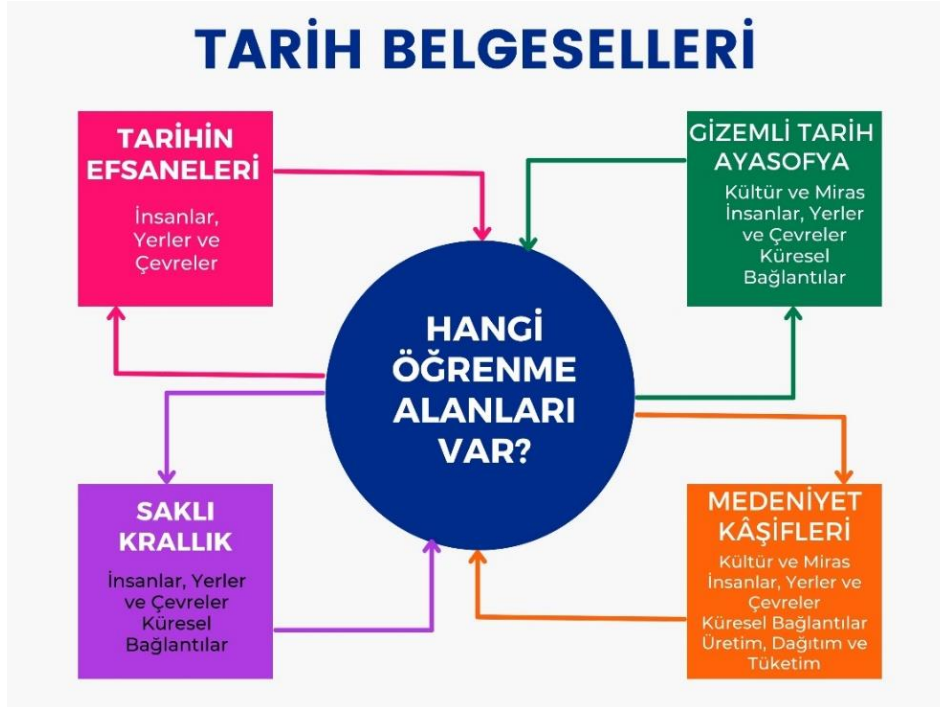 TARİH BELGESELLERİ
TARİHİN
EFSANELERİ
İnsanlar,
Yerler ve
Çevreler
GİZEMLİ TARİH
AYASOFYA
Kültür ve Miras
İnsanlar, Yerler
ve Çevreler
Küresel
Bağlantılar
HANGİ
ÖĞRENME
ALANLARI
VAR?
SAKLI
KRALLIK
İnsanlar, Yerler
ve Çevreler
Küresel
Bağlantılar
MEDENİYET
KÂŞİFLERİ
Kültür ve Miras
İnsanlar, Yerler ve
Çevreler
Küresel Bağlantılar
Üretim, Dağıtım ve
Tüketim